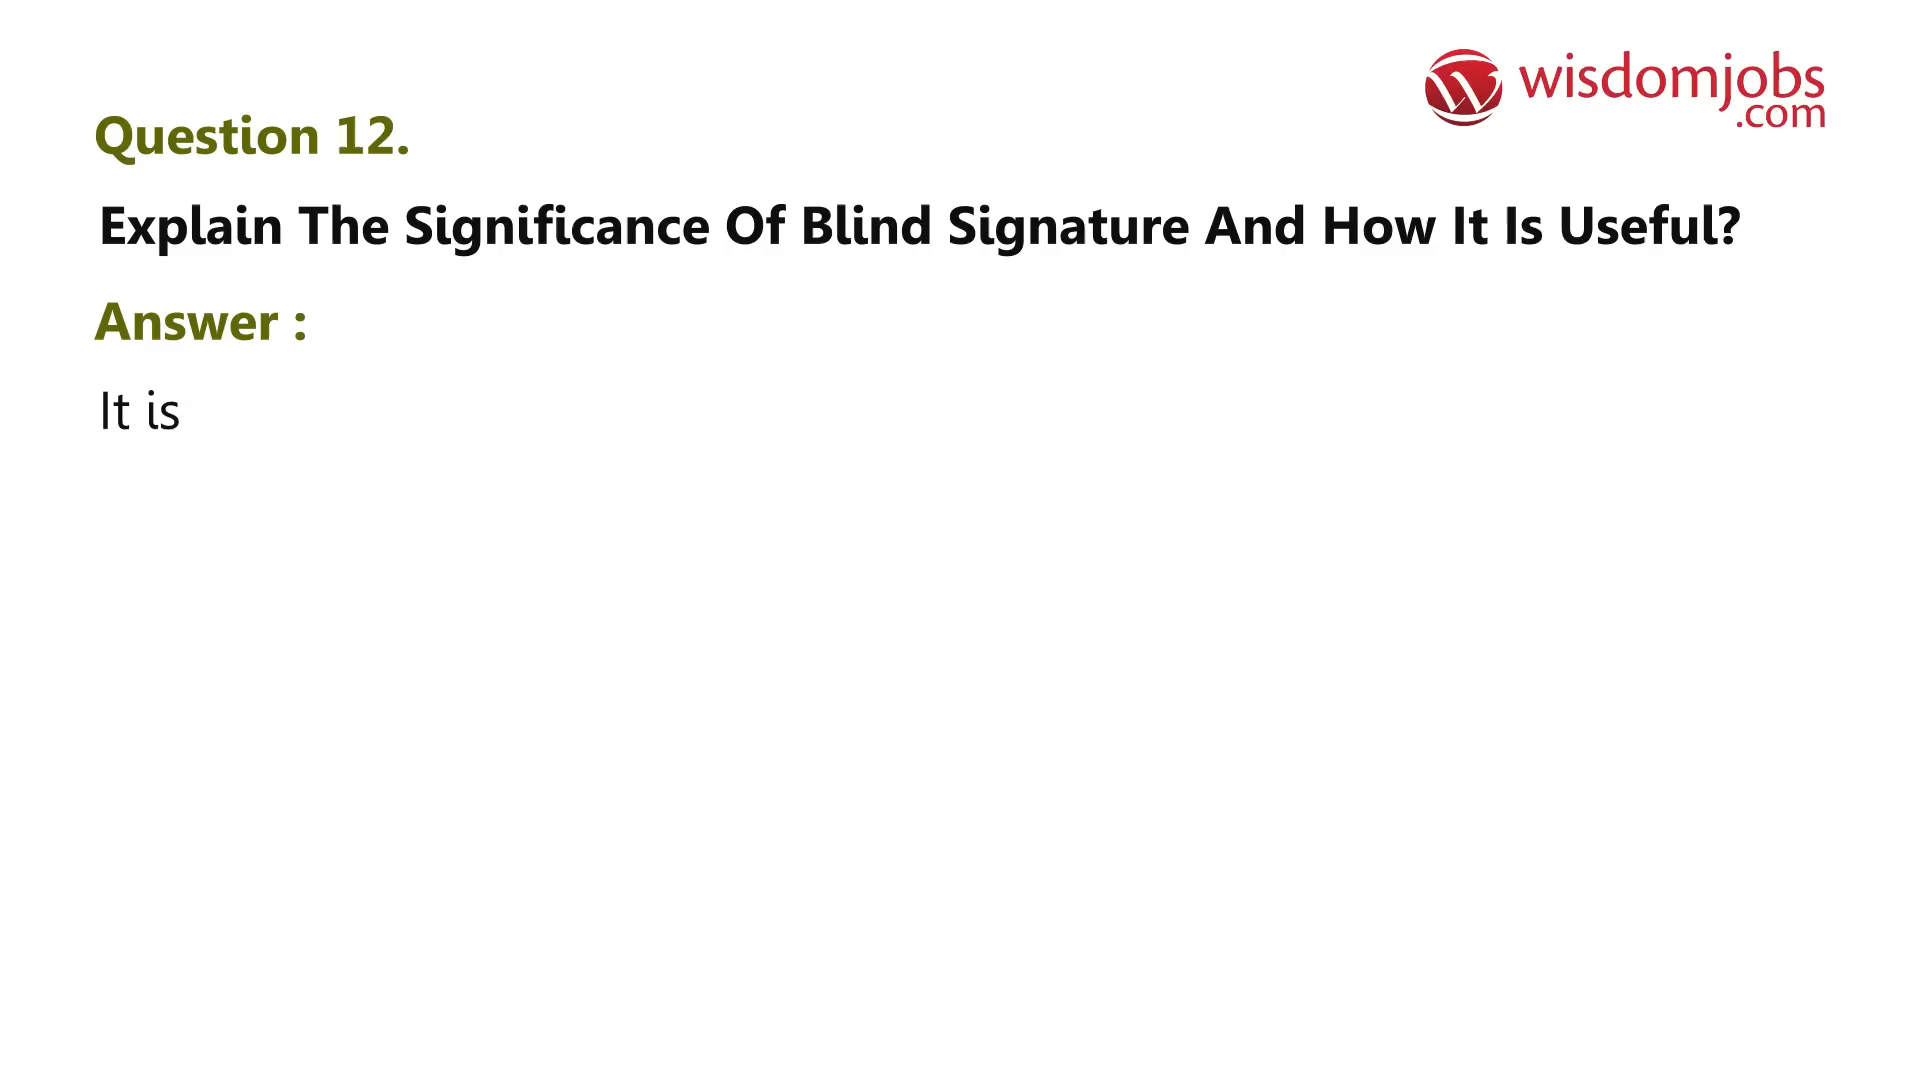 wisdomjobs
.com
Question 12.
Explain The Significance Of Blind Signature And How It Is Useful?
Answer :
It is